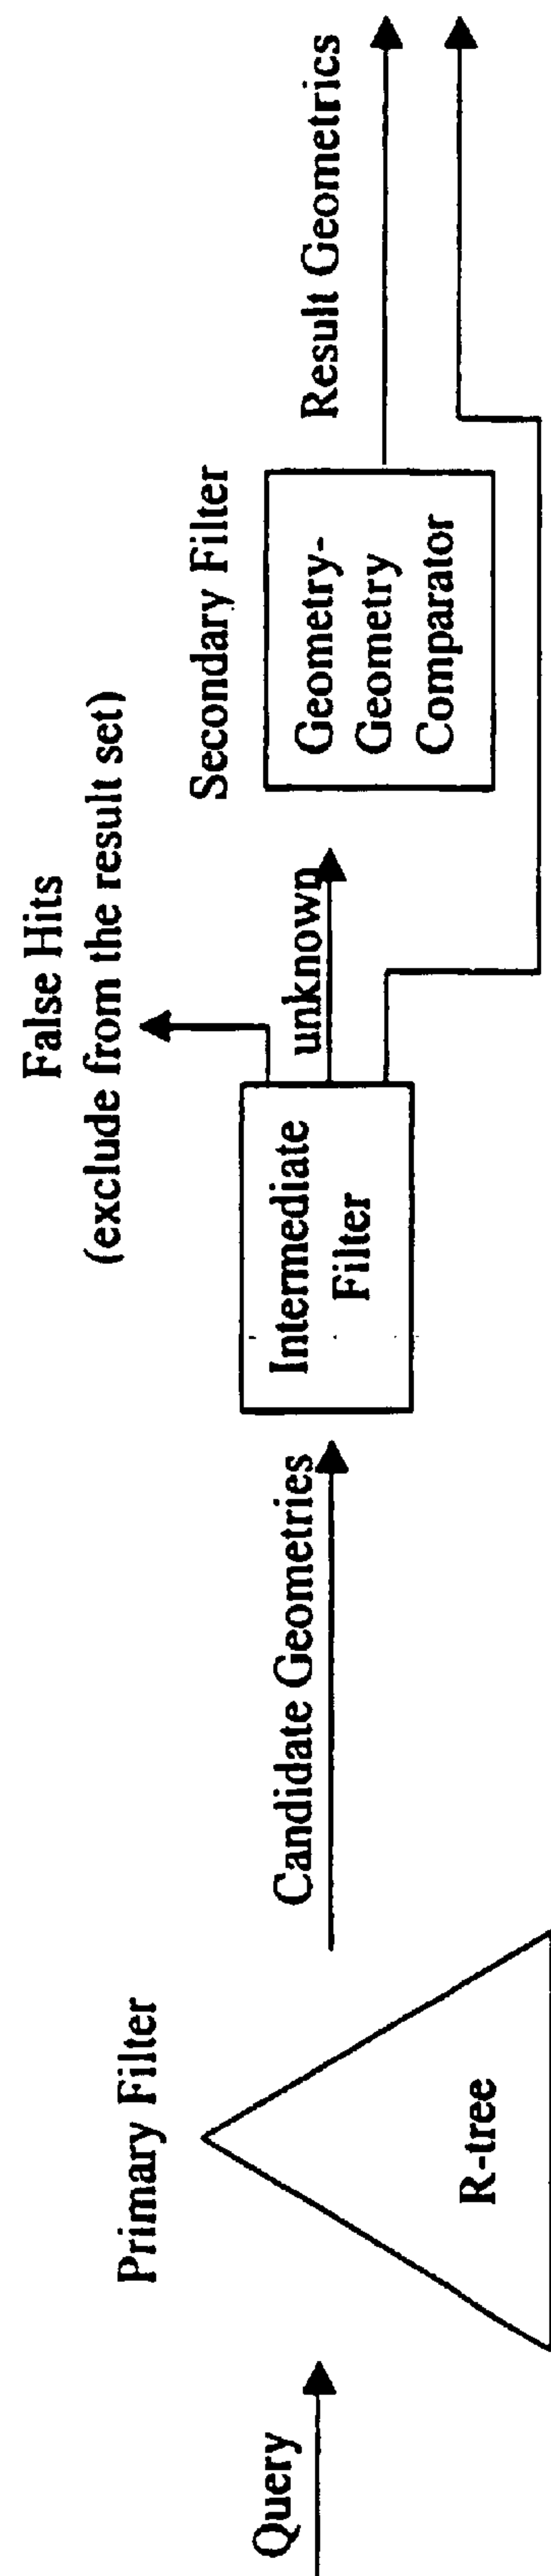 Query
Primary Filter
R-tree
Candidate Geometries
Intermediate
Filter
False Hits
(exclude from the result set)
unknown
Secondary Filter
Geometry-
Geometry
Comparator
Result Geometrics